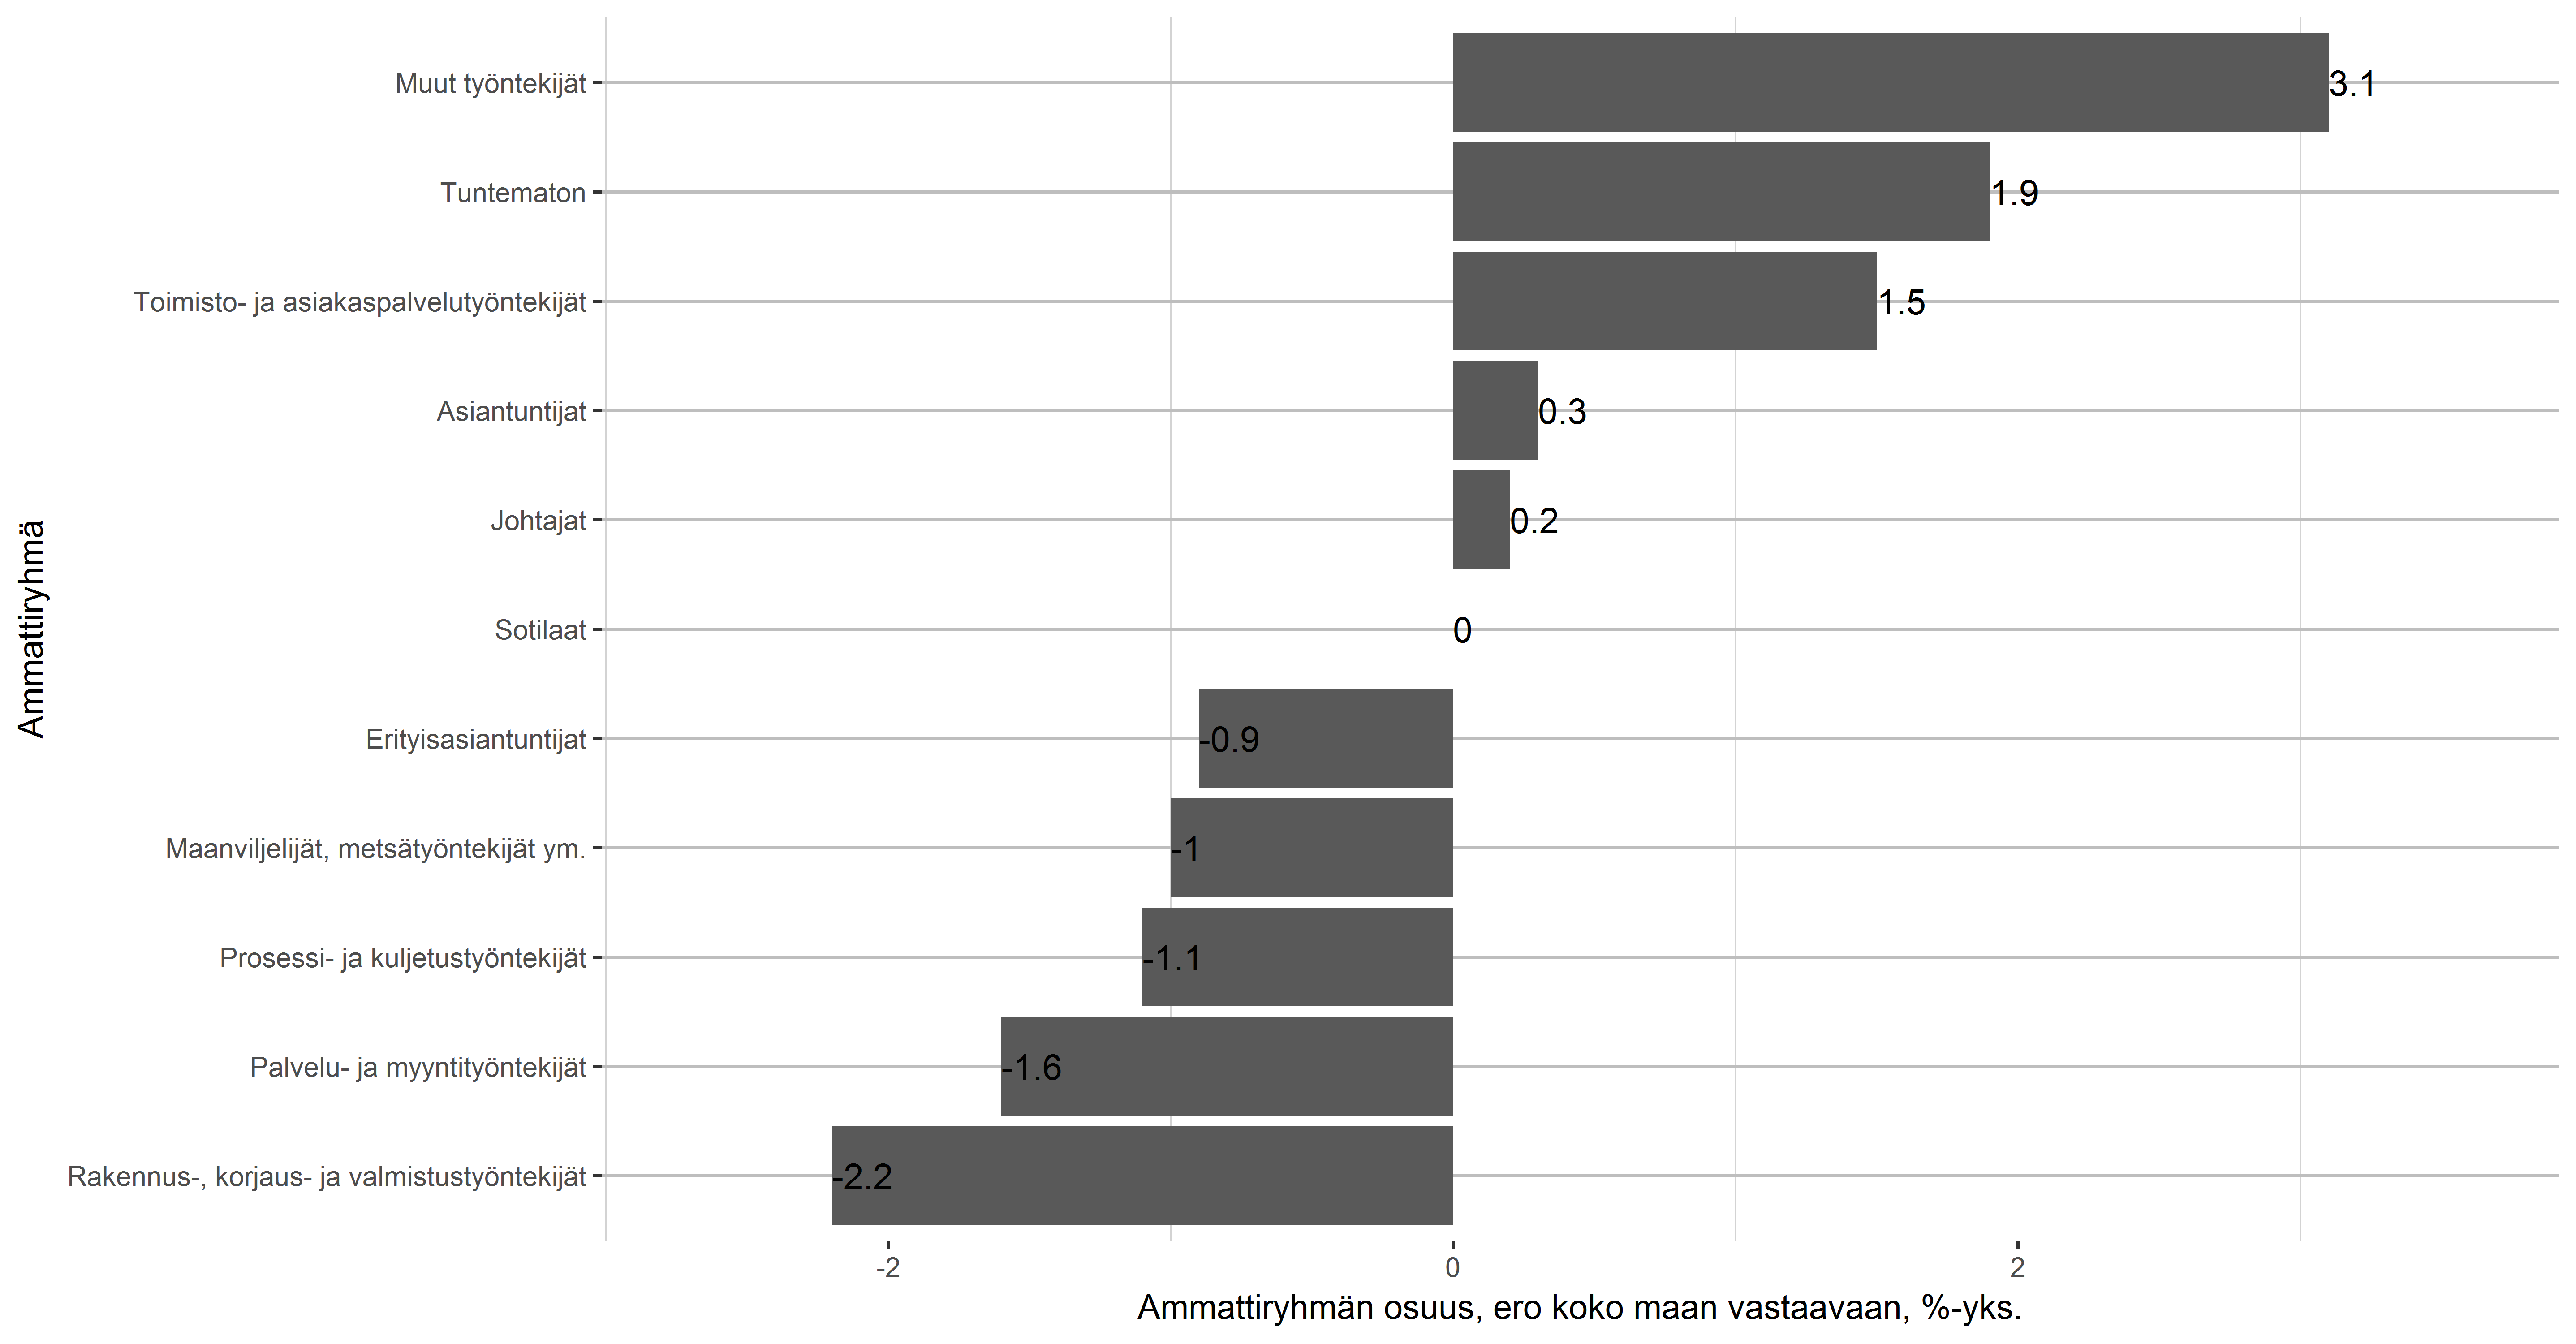 Ammattiryhmä
Muut työntekijät 3.1
Tuntematon 1.9
Toimisto- ja asiakaspalvelutyöntekijät 1.5
Asiantuntijat 0.3
Johtajat 0.2
Sotilaat 0
Erityisasiantuntijat -0.9
Maanviljelijät, metsätyöntekijät ym. -1
Prosessi- ja kuljetustyöntekijät -1.1
Palvelu- ja myyntityöntekijät -1.6
Rakennus-, korjaus- ja valmistustyöntekijät -2.2
-2 0 2
Ammattiryhmän osuus, ero koko maan vastaavaan, %-yks.